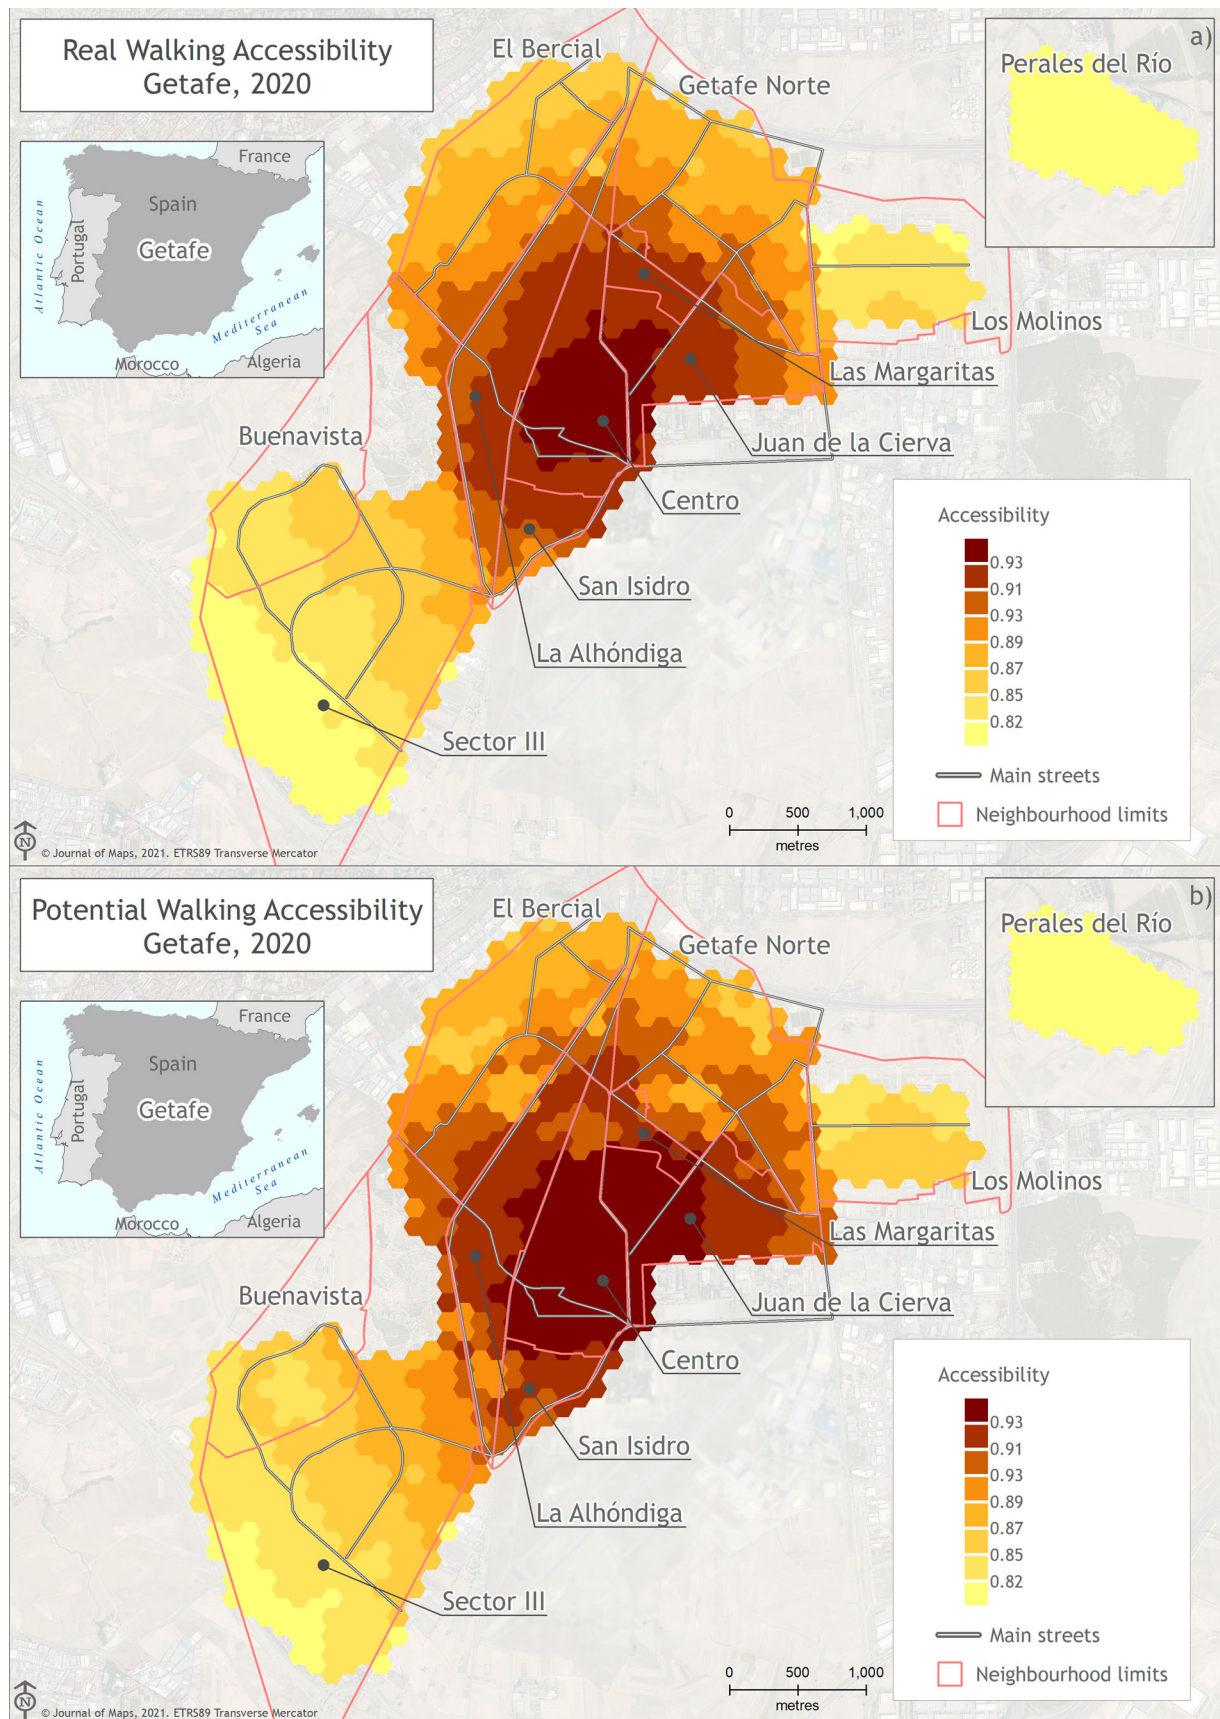 Real Walking Accessibility
Getafe, 2020
El Bercial
Getafe Norte
a)
Perales del Río
France
Spain
Portugal
Getafe
Atlantic Ocean
Mediterranean
Sea
Morocco
Algeria
Los Molinos
Las Margaritas
Buenavista
Juan de la Cierva
Centro
San Isidro
La Alhóndiga
Sector III
Accessibility
0.93
0.91
0.93
0.89
0.87
0.85
0.82
Main streets
Neighbourhood limits
0 500 1,000
metres
N
© Journal of Maps, 2021. ETRS89 Transverse Mercator
Potential Walking Accessibility
Getafe, 2020
El Bercial
Getafe Norte
b)
Perales del Río
France
Spain
Portugal
Getafe
Atlantic Ocean
Mediterranean
Sea
Morocco
Algeria
Los Molinos
Las Margaritas
Buenavista
Juan de la Cierva
Centro
San Isidro
La Alhóndiga
Sector III
Accessibility
0.93
0.91
0.93
0.89
0.87
0.85
0.82
Main streets
Neighbourhood limits
0 500 1,000
metres
N
© Journal of Maps, 2021. ETRS89 Transverse Mercator